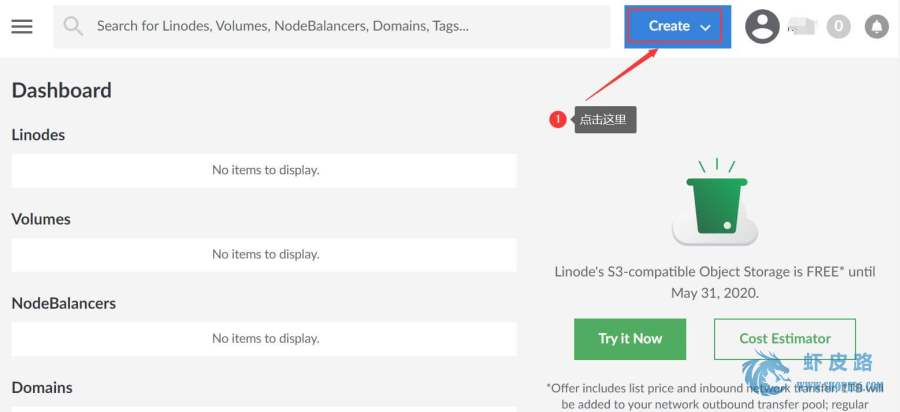 Search for Linodes, Volumes, NodeBalancers, Domains, Tags...
Create
0
Dashboard
1
点击这里
Linodes
No items to display.
Volumes
No items to display.
Linode's S3-compatible Object Storage is FREE* until
May 31, 2020.
NodeBalancers
No items to display.
Try it Now
Cost Estimator
虾皮路
Domains
*Offer includes list price and inbound network transfer. 1TB will
be added to your network outbound transfer pool; regular